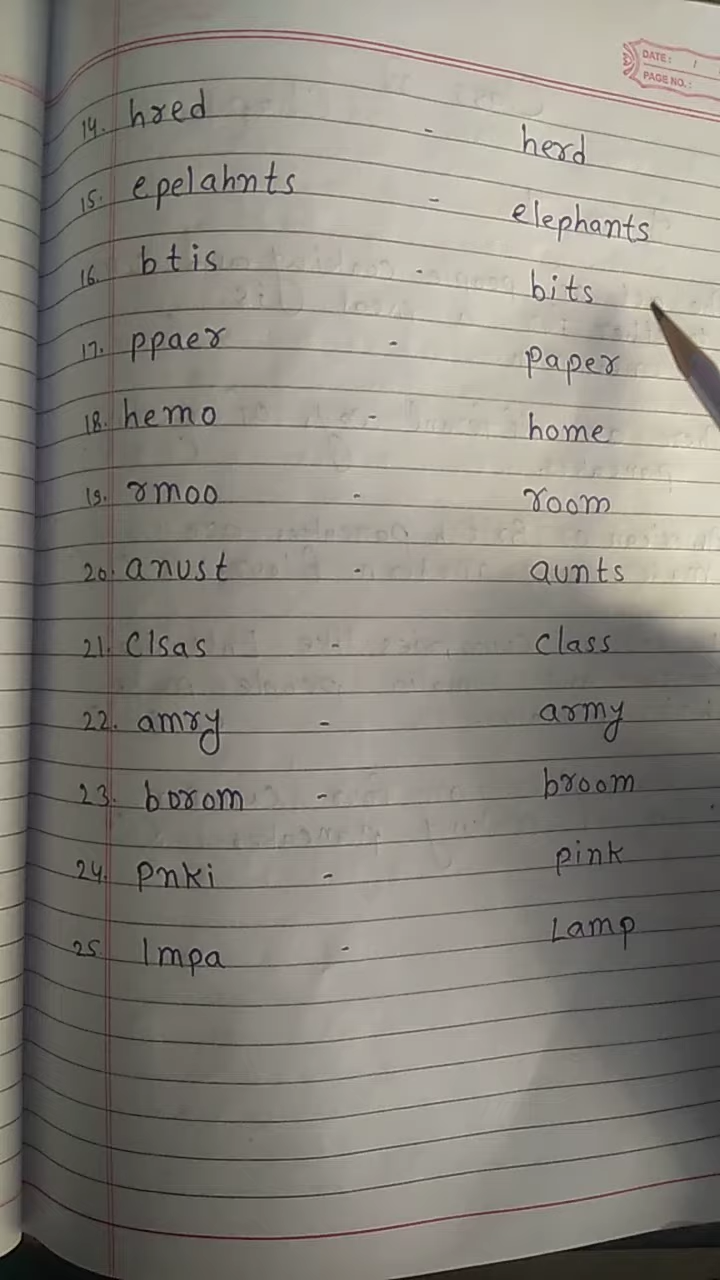 DATE: /
PAGE NO.:
14. hred - herd
15. epelahnts - elephants
16. btis - bits
17. ppaer - paper
18. hemo - home
19. rmoo - room
20. anust - aunts
21. Clsas - class
22. amry - army
23. borom - broom
24. Pnki - pink
25. lmpa - Lamp